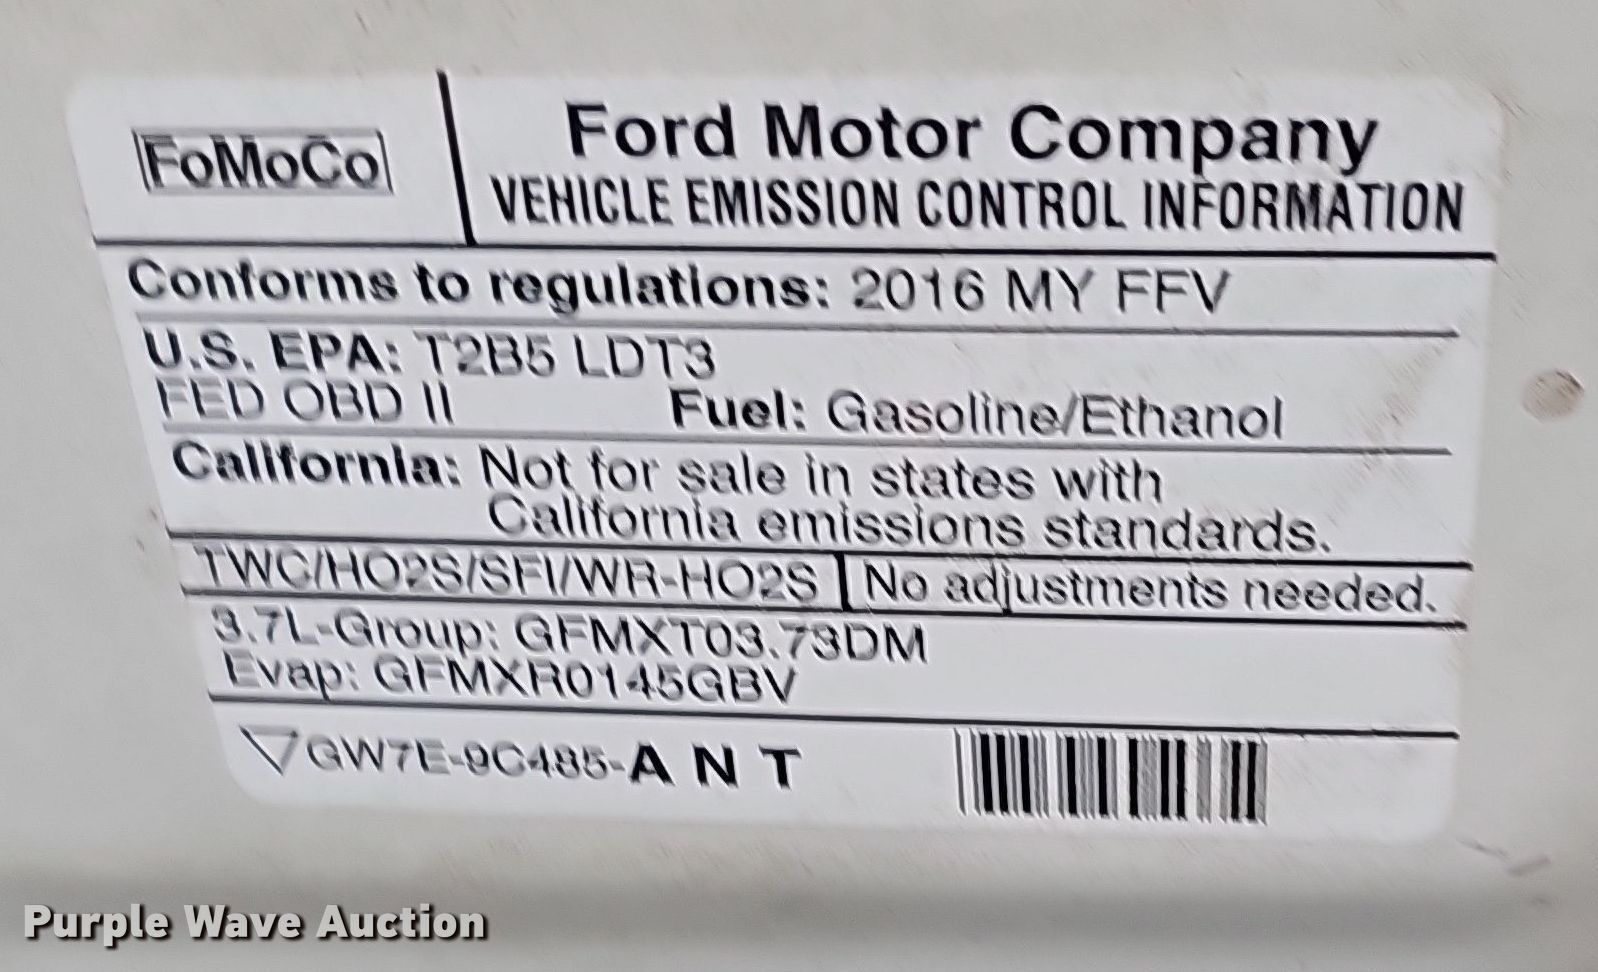 FoMoCo
Ford Motor Company
VEHICLE EMISSION CONTROL INFORMATION
Conforms to regulations: 2016 MY FFV
U.S. EPA: T2B5 LDT3
FED OBD II Fuel: Gasoline/Ethanol
California: Not for sale in states with
California emissions standards.
TWC/HO2S/SFI/WR-HO2S No adjustments needed.
3.7L-Group: GFMXT03.73DM
Evap: GFMXR0145GBV
GW7E-9C485-A N T
Purple Wave Auction